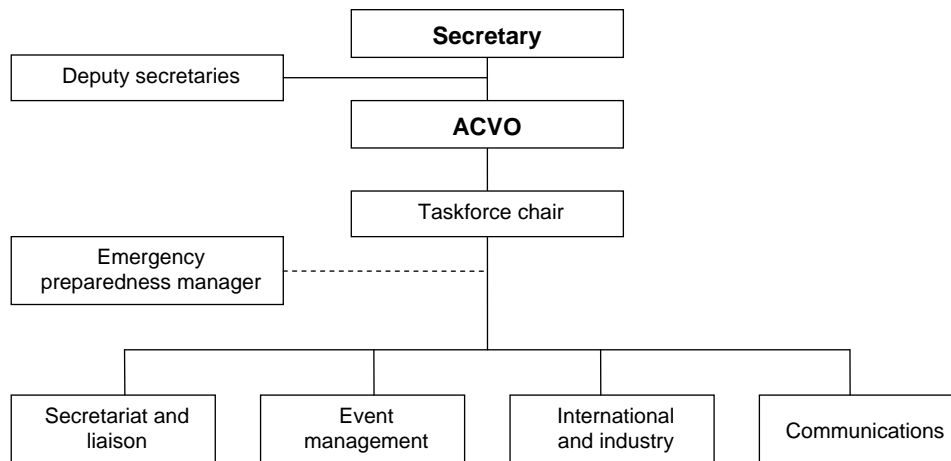 Secretary
Deputy secretaries
ACVO
Taskforce chair
Emergency
preparedness manager
Secretariat and
liaison
Event
management
International
and industry
Communications